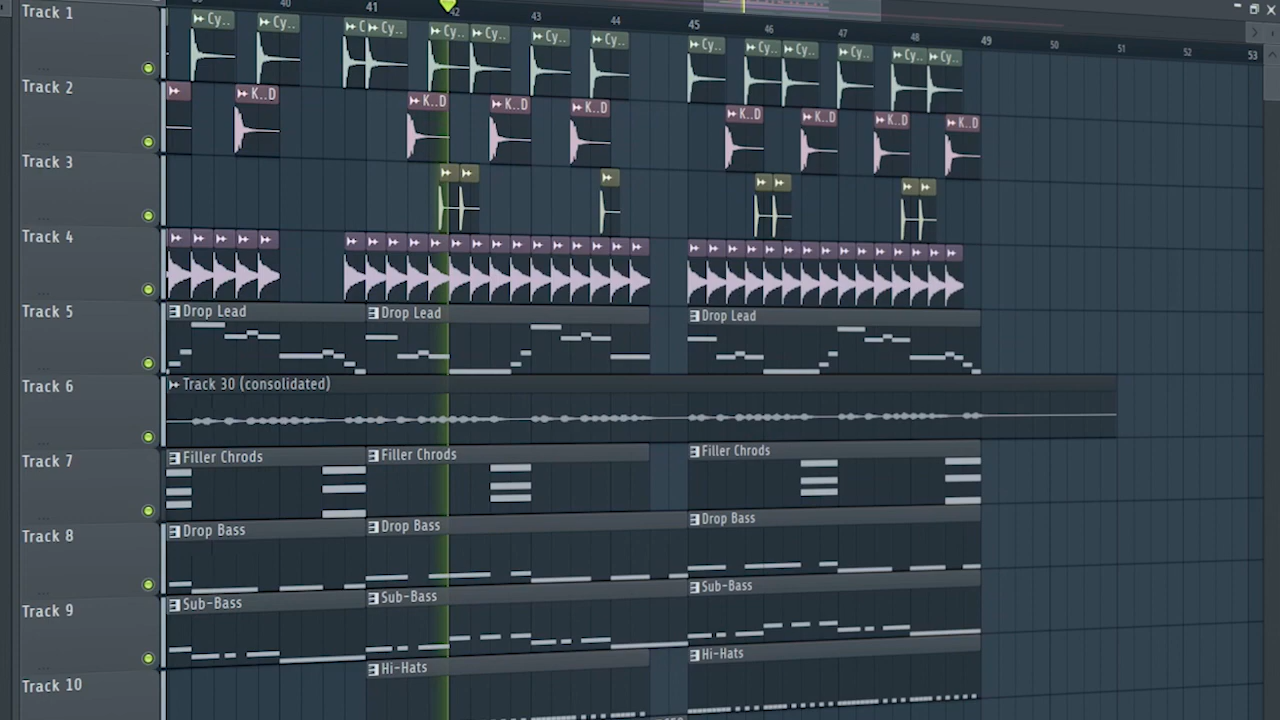 40 41 42 43 44 45 46 47 48 49 50 51 52 53
Track 1 Cy.. Cy.. C Cy.. Cy.. Cy.. Cy.. Cy.. Cy.. Cy.. Cy.. Cy.. Cy.. Cy..
Track 2 K..D K..D K..D K..D K..D K..D K..D K..D
Track 3
Track 4
Track 5 Drop Lead Drop Lead Drop Lead
Track 6 Track 30 (consolidated)
Track 7 Filler Chrods Filler Chrods Filler Chrods
Track 8 Drop Bass Drop Bass Drop Bass
Track 9 Sub-Bass Sub-Bass Sub-Bass
Track 10 Hi-Hats Hi-Hats